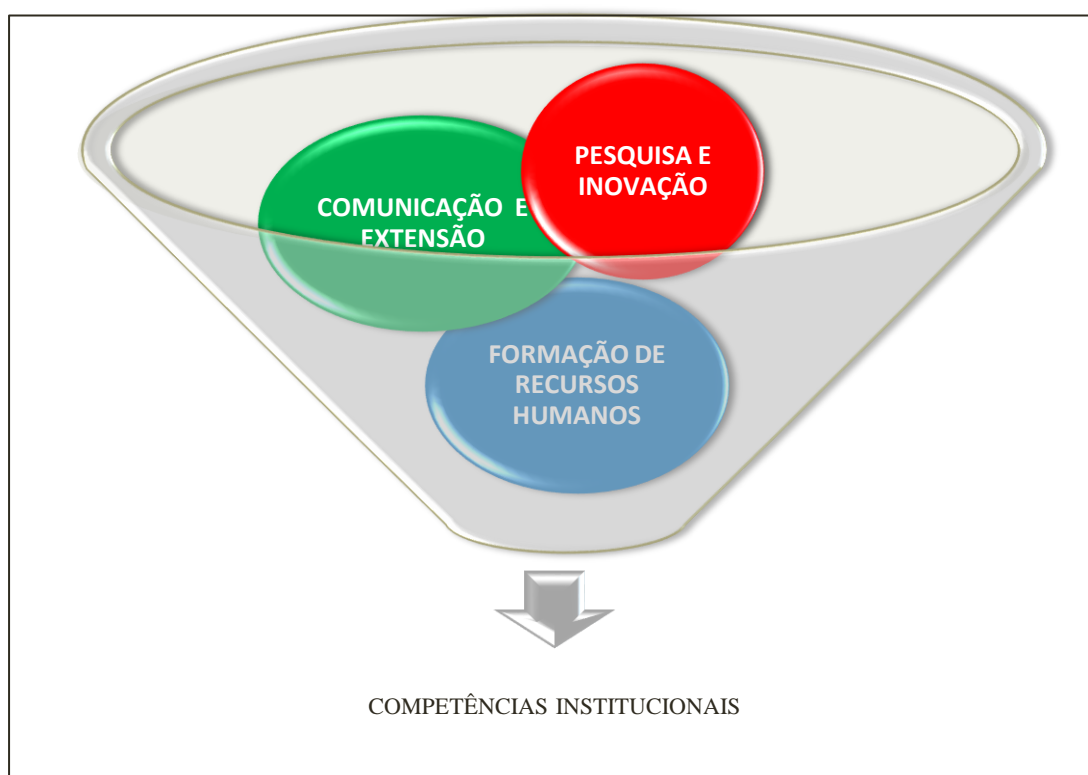 PESQUISA E
INOVAÇÃO
COMUNICAÇÃO E
EXTENSÃO
FORMAÇÃO DE
RECURSOS
HUMANOS
COMPETÊNCIAS INSTITUCIONAIS